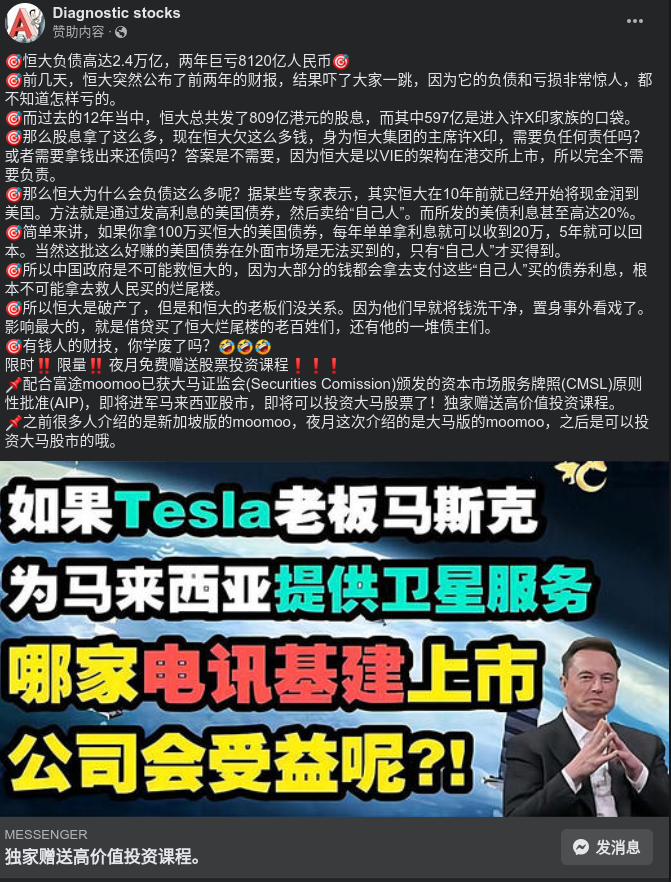 Diagnostic stocks
赞助内容 ·
🎯恒大负债高达2.4万亿，两年巨亏8120亿人民币🎯
🎯前几天，恒大突然公布了前两年的财报，结果吓了大家一跳，因为它的负债和亏损非常惊人，都
不知道怎样亏的。
🎯而过去的12年当中，恒大总共发了809亿港元的股息，而其中597亿是进入许X印家族的口袋。
🎯那么股息拿了这么多，现在恒大欠这么多钱，身为恒大集团的主席许X印，需要负任何责任吗?
或者需要拿钱出来还债吗？答案是不需要，因为恒大是以VIE的架构在港交所上市，所以完全不需
要负责。
🎯那么恒大为什么会负债这么多呢？据某些专家表示，其实恒大在10年前就已经开始将现金润到
美国。方法就是通过发高利息的美国债券，然后卖给“自己人”。而所发的美债利息甚至高达20%。
🎯简单来讲，如果你拿100万买恒大的美国债券，每年单单拿利息就可以收到20万，5年就可以回
本。当然这批这么好赚的美国债券在外面市场是无法买到的，只有“自己人”才买得到。
🎯所以中国政府是不可能救恒大的，因为大部分的钱都会拿去支付这些“自己人”买的债券利息，根
本不可能拿去救人民买的烂尾楼。
🎯所以恒大是破产了，但是和恒大的老板们没关系。因为他们早就将钱洗干净，置身事外看戏了。
影响最大的，就是借贷买了恒大烂尾楼的老百姓们，还有他的一堆债主们。
🎯有钱人的财技，你学废了吗？🤣🤣🤣
限时‼️ 限量‼️ 夜月免费赠送股票投资课程❗❗❗
📌配合富途moomoo已获大马证监会(Securities Comission)颁发的资本市场服务牌照(CMSL)原则
性批准(AIP)，即将进军马来西亚股市，即将可以投资大马股票了！独家赠送高价值投资课程。
📌之前很多人介绍的是新加坡版的moomoo，夜月这次介绍的是大马版的moomoo，之后是可以投
资大马股市的哦。
如果Tesla老板马斯克
为马来西亚提供卫星服务
哪家电讯基建上市
公司会受益呢?!
MESSENGER
独家赠送高价值投资课程。
发消息